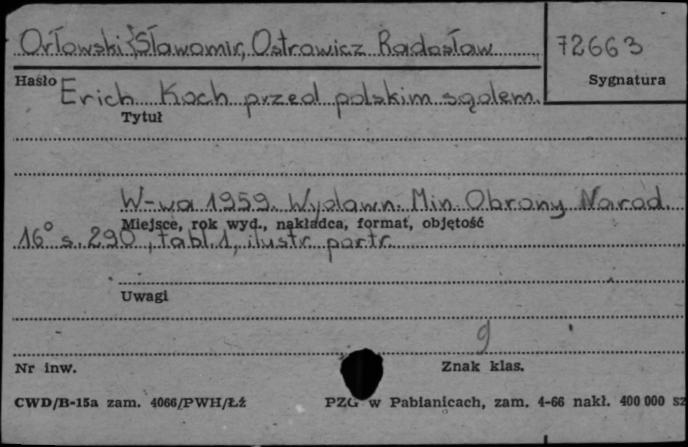 Orłowski Sławomir, Ostrowicz Radosław 72663
Hasło Sygnatura
Erich Koch przed polskim sądem.
Tytuł
W-wa 1959. Wydawn. Min. Obrony Narod.
Miejsce, rok wyd., nakładca, format, objętość
16° s. 290, tabl. 1, ilustr. portr.
Uwagi
9
Nr inw. Znak klas.
CWD/B-15a zam. 4066/PWH/Łź PZG w Pabianicach, zam. 4-66 nakł. 400 000 sz